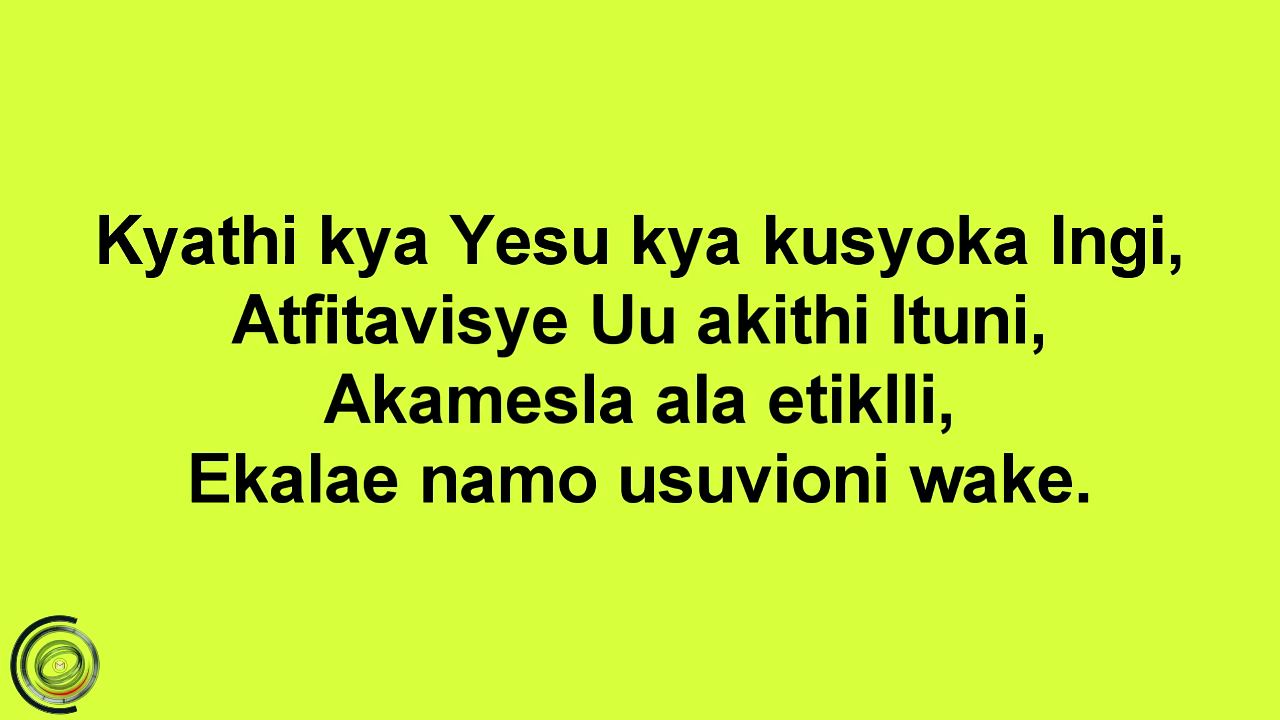 Kyathi kya Yesu kya kusyoka Ingi,
Atfitavisye Uu akithi Ituni,
Akamesla ala etiklli,
Ekalae namo usuvioni wake.